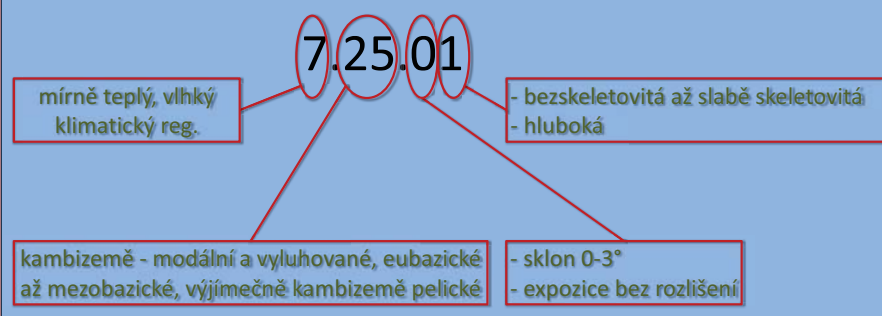 7.25.01
mírně teplý, vlhký
klimatický reg.
- bezskeletovitá až slabě skeletovitá
- hluboká
kambizemě - modální a vyluhované, eubazické
až mezobazické, výjímečně kambizemě pelické
- sklon 0-3°
- expozice bez rozlišení